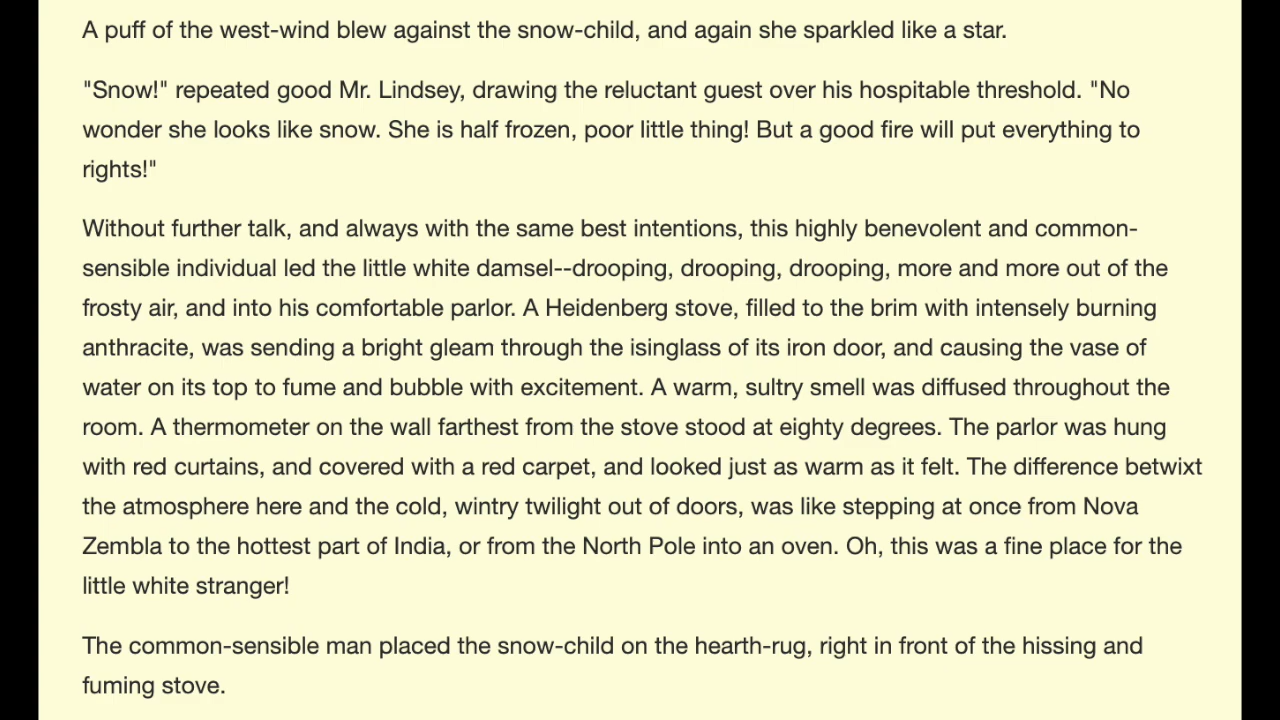 A puff of the west-wind blew against the snow-child, and again she sparkled like a star.
"Snow!" repeated good Mr. Lindsey, drawing the reluctant guest over his hospitable threshold. "No
wonder she looks like snow. She is half frozen, poor little thing! But a good fire will put everything to
rights!"
Without further talk, and always with the same best intentions, this highly benevolent and common-
sensible individual led the little white damsel--drooping, drooping, drooping, more and more out of the
frosty air, and into his comfortable parlor. A Heidenberg stove, filled to the brim with intensely burning
anthracite, was sending a bright gleam through the isinglass of its iron door, and causing the vase of
water on its top to fume and bubble with excitement. A warm, sultry smell was diffused throughout the
room. A thermometer on the wall farthest from the stove stood at eighty degrees. The parlor was hung
with red curtains, and covered with a red carpet, and looked just as warm as it felt. The difference betwixt
the atmosphere here and the cold, wintry twilight out of doors, was like stepping at once from Nova
Zembla to the hottest part of India, or from the North Pole into an oven. Oh, this was a fine place for the
little white stranger!
The common-sensible man placed the snow-child on the hearth-rug, right in front of the hissing and
fuming stove.